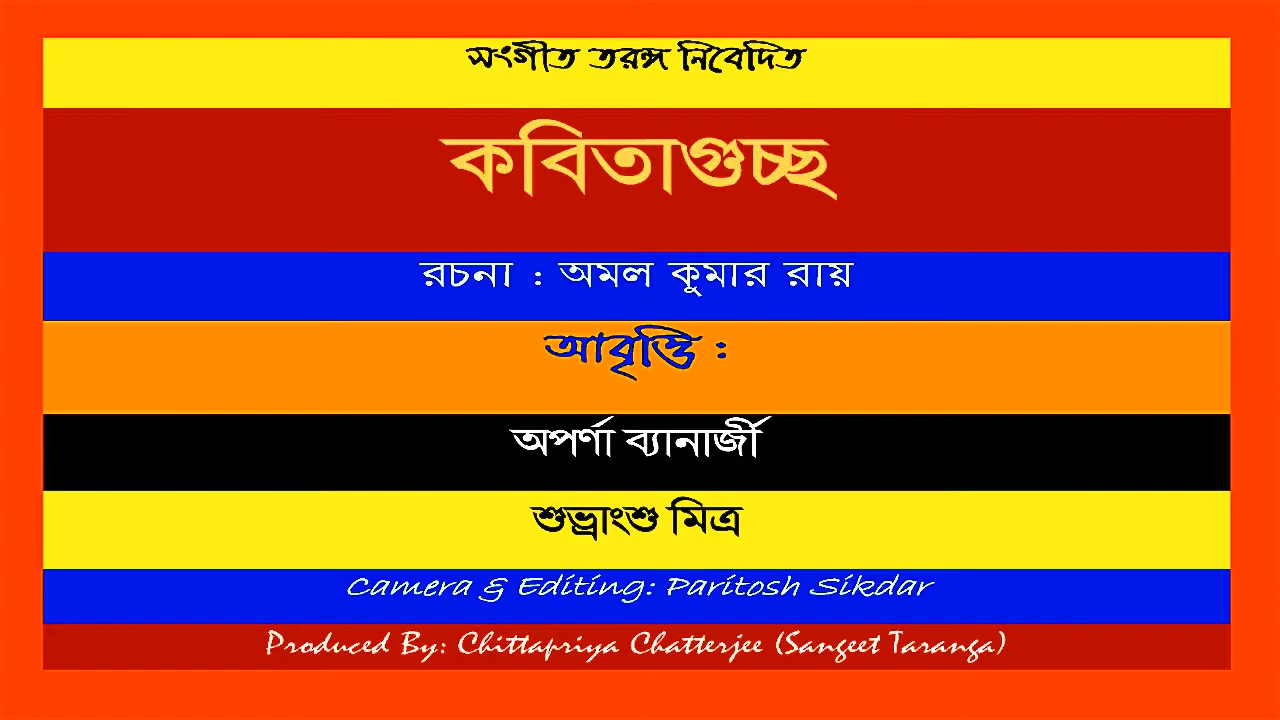 সংগীত তরঙ্গ নিবেদিত
কবিতাগুচ্ছ
রচনা : অমল কুমার রায়
আবৃত্তি :
অপর্ণা ব্যানার্জী
শুভ্রাংশু মিত্র
Camera & Editing: Paritosh Sikdar
Produced By: Chittapriya Chatterjee (Sangeet Taranga)